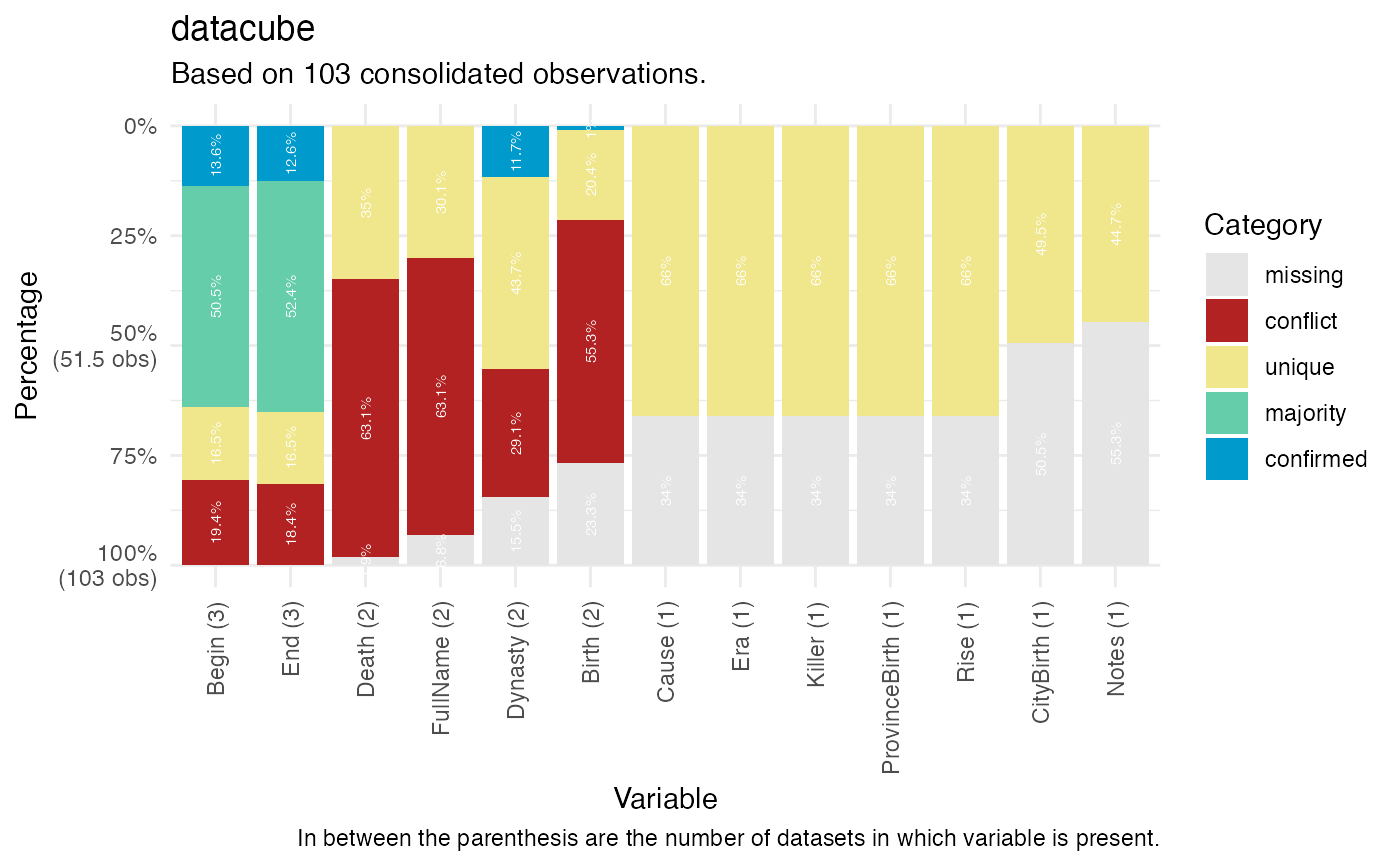 datacube
Based on 103 consolidated observations.
Percentage
0%
25%
50%
(51.5 obs)
75%
100%
(103 obs)
13.6%
50.5%
16.5%
19.4%
12.6%
52.4%
16.5%
18.4%
35%
63.1%
30.1%
63.1%
6.8%
11.7%
43.7%
29.1%
15.5%
20.4%
55.3%
23.3%
66%
34%
66%
34%
66%
34%
66%
34%
66%
34%
49.5%
50.5%
44.7%
55.3%
Begin (3)
End (3)
Death (2)
FullName (2)
Dynasty (2)
Birth (2)
Cause (1)
Era (1)
Killer (1)
ProvinceBirth (1)
Rise (1)
CityBirth (1)
Notes (1)
Variable
Category
missing
conflict
unique
majority
confirmed
In between the parenthesis are the number of datasets in which variable is present.